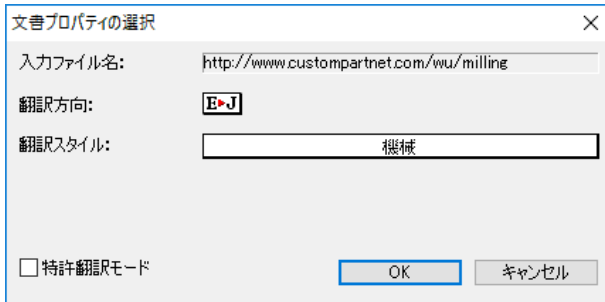 文書プロパティの選択
入力ファイル名: http://www.custompartnet.com/wu/milling
翻訳方向: E▶J
翻訳スタイル: 機械
特許翻訳モード OK キャンセル